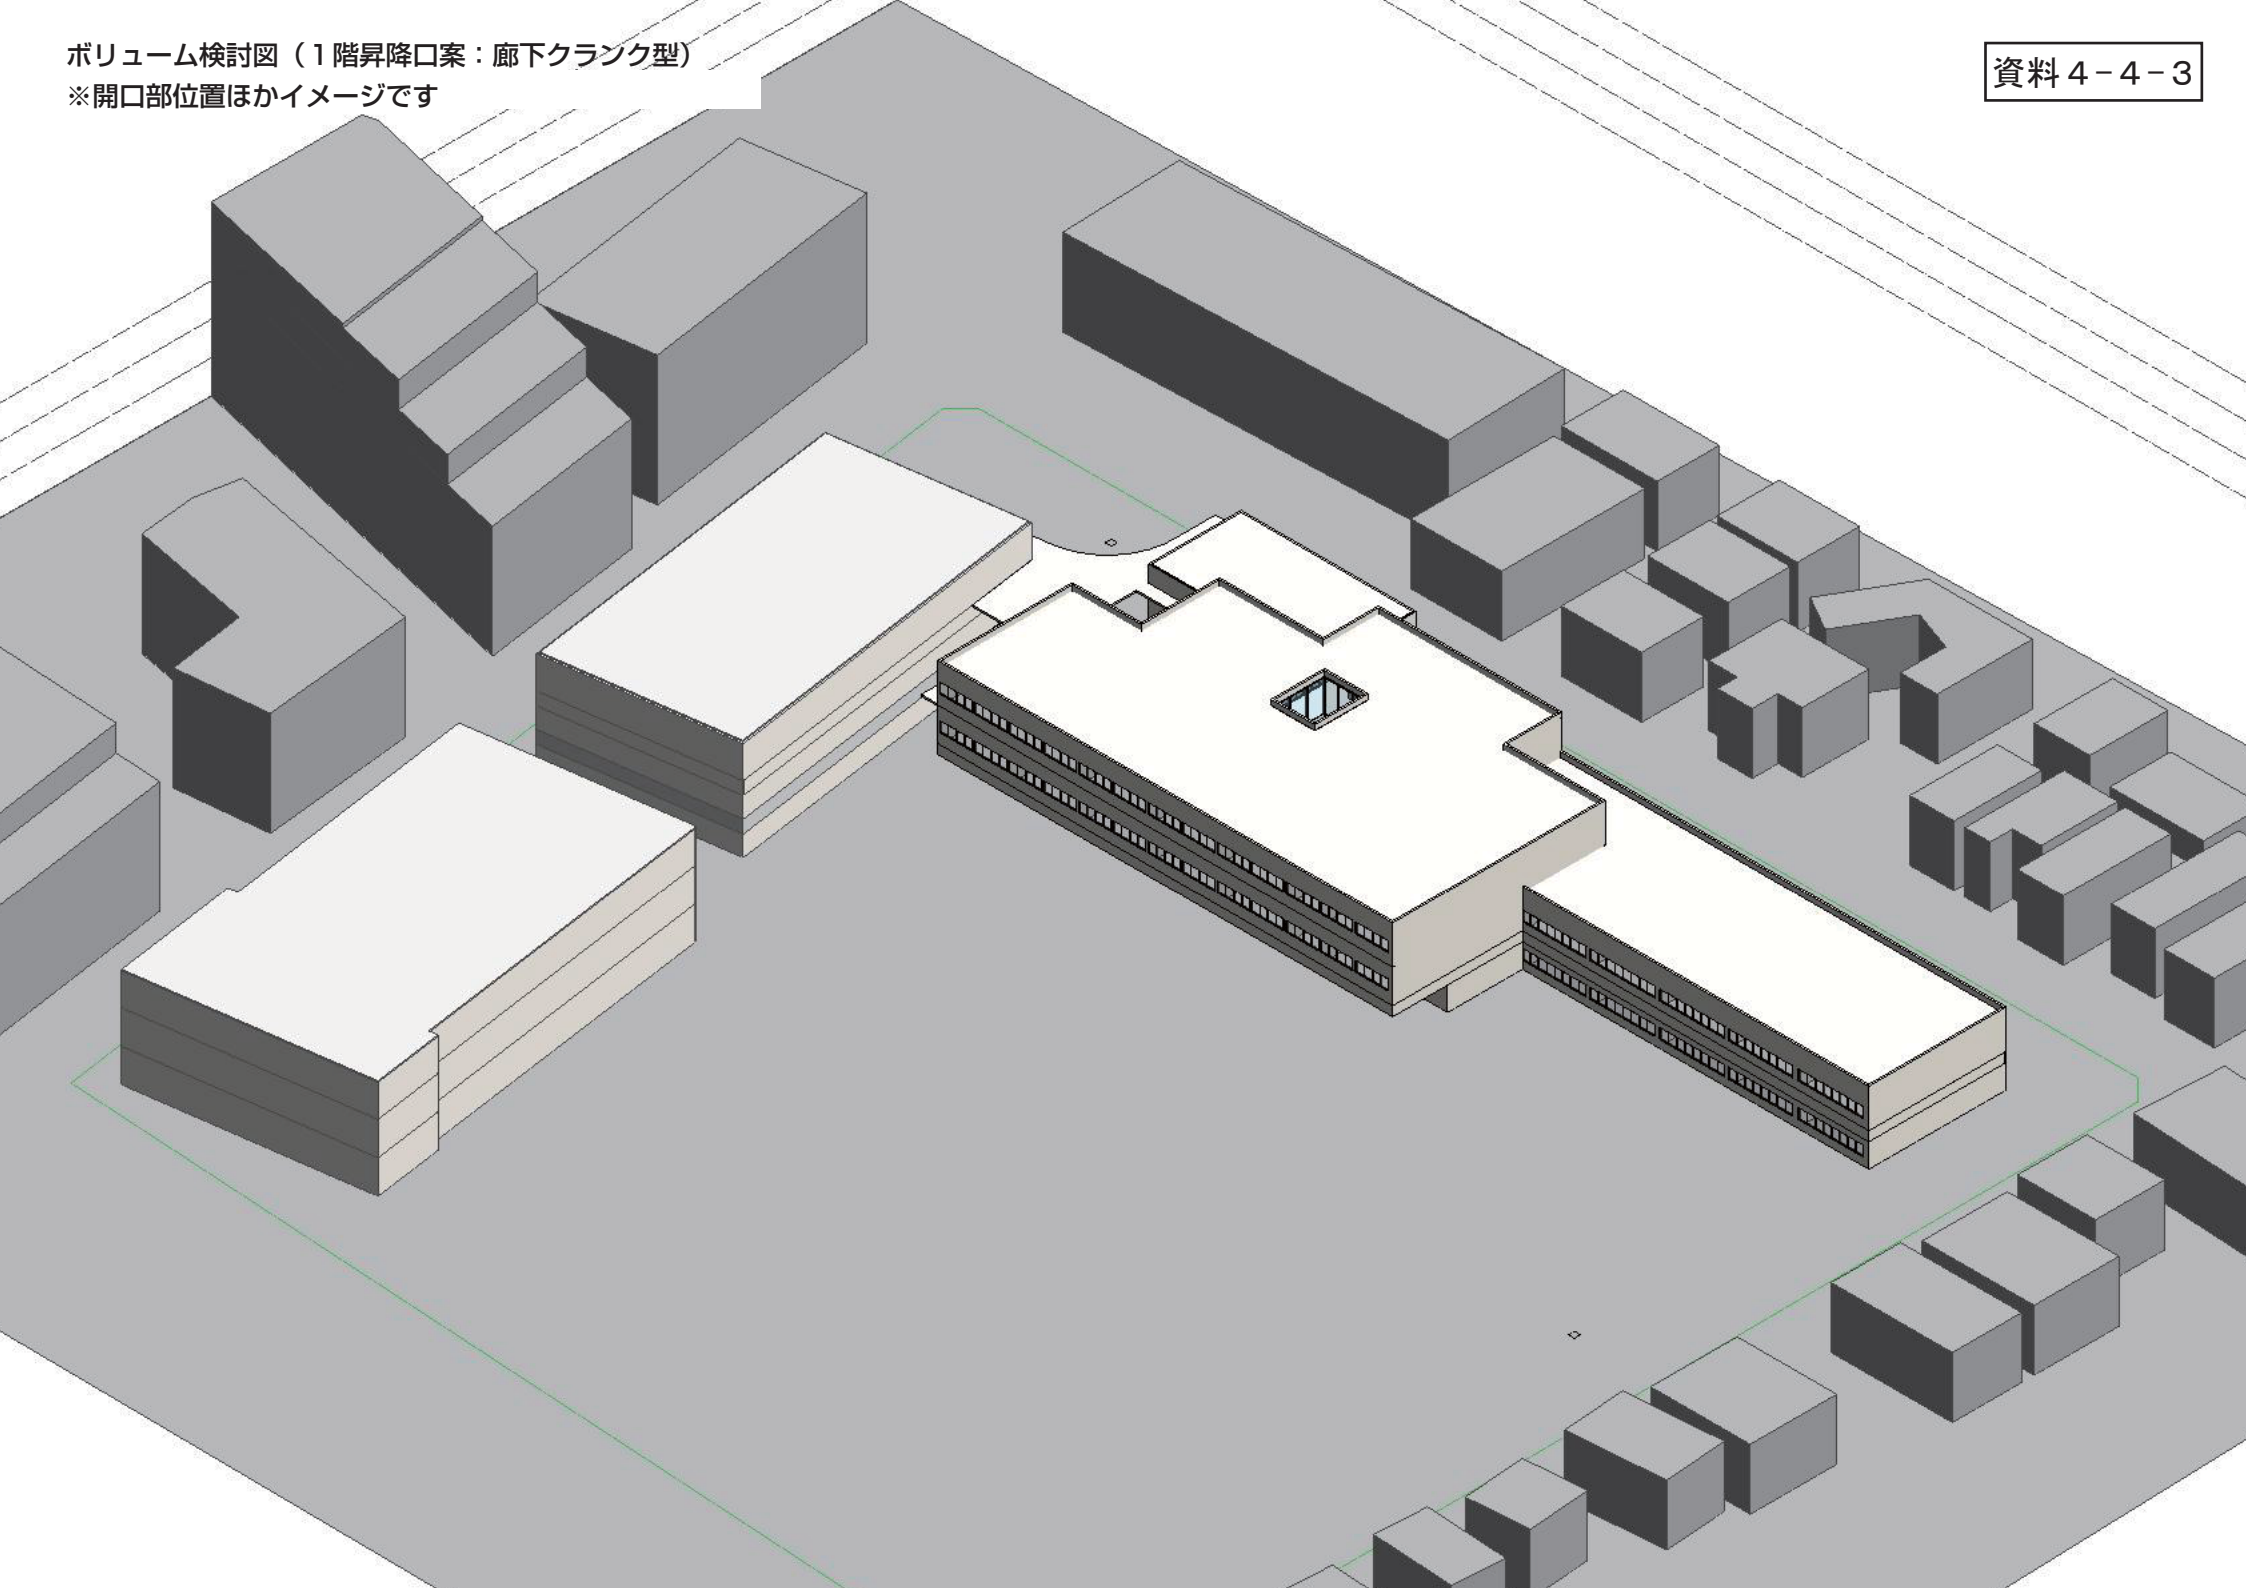 ボリューム検討図（１階昇降口案：廊下クランク型）
※開口部位置ほかイメージです
資料４−４−３